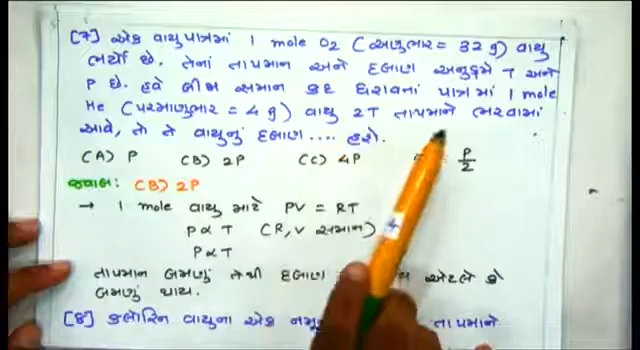 [7] એક વાયુપાત્રમાં 1 mole O2 (અણુભાર = 32 g) વાયુ
ભર્યો છે. તેનાં તાપમાન અને દબાણ અનુક્રમે T અને
P છે. હવે બીજા સમાન કદ ધરાવતાં પાત્રમાં 1 mole
He (પરમાણુભાર = 4 g) વાયુ 2T તાપમાને ભરવામાં
આવે, તો તે વાયુનું દબાણ .... હશે.
(A) P (B) 2P (C) 4P P/2
જવાબ: (B) 2P
→ 1 mole વાયુ માટે PV = RT
P∝T (R,V સમાન)
P∝T
તાપમાન બમણું તેથી દબાણ એટલે કે
બમણું થાય.
[8] ક્લોરિન વાયુના એક તાપમાને